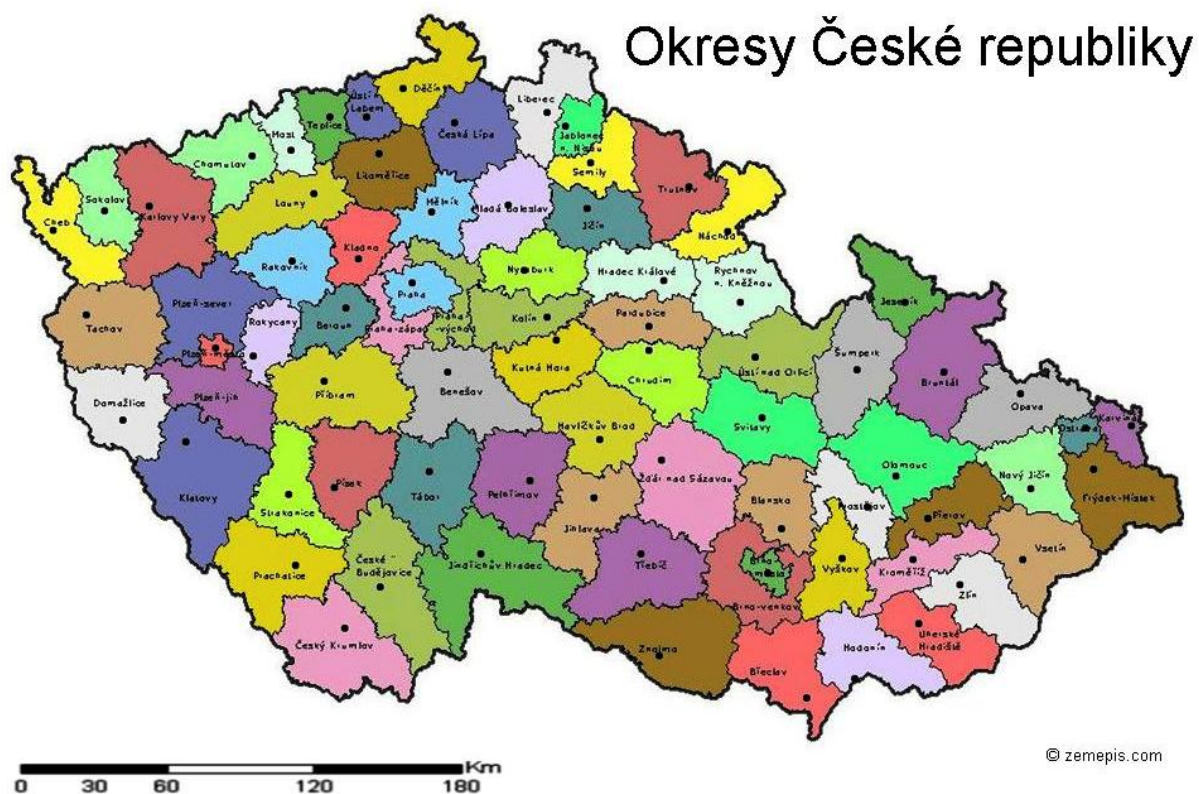 Okresy České republiky
Děčín
Ústí n. Labem
Liberec
Teplice
Most
Česká Lípa
Jablonec n. Nisou
Chomutov
Litoměřice
Semily
Trutnov
Sokolov
Karlovy Vary
Louny
Mělník
Mladá Boleslav
Jičín
Cheb
Náchod
Kladno
Rakovník
Nymburk
Hradec Králové
Rychnov n. Kněžnou
Praha
Plzeň-sever
Jeseník
Tachov
Rokycany
Beroun
Praha-západ
Praha-východ
Kolín
Pardubice
Plzeň-město
Šumperk
Ústí nad Orlicí
Kutná Hora
Chrudim
Bruntál
Plzeň-jih
Příbram
Benešov
Domažlice
Opava
Karviná
Ostrava
Havlíčkův Brod
Svitavy
Olomouc
Nový Jičín
Klatovy
Písek
Tábor
Pelhřimov
Žďár nad Sázavou
Frýdek-Místek
Strakonice
Blansko
Prostějov
Přerov
Jihlava
Vsetín
České Budějovice
Jindřichův Hradec
Třebíč
Brno-město
Vyškov
Kroměříž
Prachatice
Zlín
Brno-venkov
Uherské Hradiště
Český Krumlov
Znojmo
Hodonín
Břeclav
© zemepis.com
Km
0 30 60 120 180